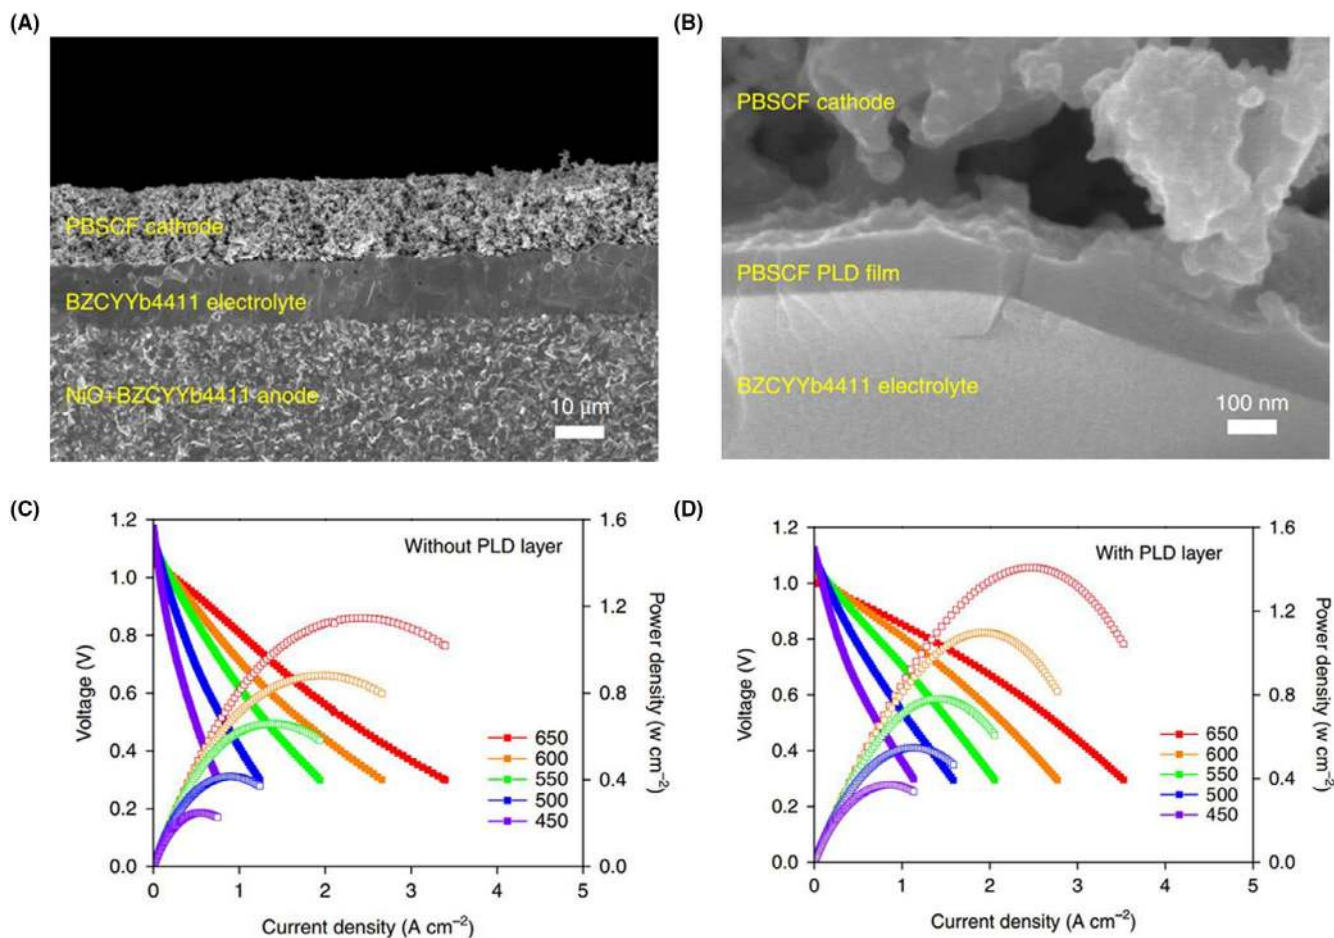 (A)
PBSCF cathode
BZCYYb4411 electrolyte
NiO+BZCYYb4411 anode
10 μm
(B)
PBSCF cathode
PBSCF PLD film
BZCYYb4411 electrolyte
100 nm
(C)
Without PLD layer
Voltage (V)
1.2
1.0
0.8
0.6
0.4
0.2
0.0
650
600
550
500
450
1.6
1.2
0.8
0.4
0.0
Power density (w cm−2)
0 1 2 3 4 5
Current density (A cm−2)
(D)
With PLD layer
Voltage (V)
1.2
1.0
0.8
0.6
0.4
0.2
0.0
650
600
550
500
450
1.6
1.2
0.8
0.4
0.0
Power density (w cm−2)
0 1 2 3 4 5
Current density (A cm−2)